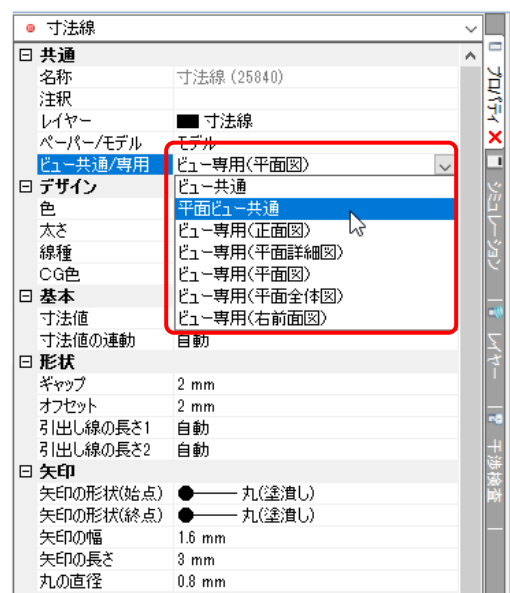 寸法線
共通
名称 寸法線 (25840)
注釈
レイヤー 寸法線
ペーパー/モデル モデル
ビュー共通/専用 ビュー専用(平面図)
ビュー共通
デザイン
色 平面ビュー共通
太さ ビュー専用(正面図)
線種 ビュー専用(平面詳細図)
CG色 ビュー専用(平面図)
基本 ビュー専用(平面全体図)
寸法値 ビュー専用(右前面図)
寸法値の連動 自動
形状
ギャップ 2 mm
オフセット 2 mm
引出し線の長さ1 自動
引出し線の長さ2 自動
矢印
矢印の形状(始点) 丸(塗潰し)
矢印の形状(終点) 丸(塗潰し)
矢印の幅 1.6 mm
矢印の長さ 3 mm
丸の直径 0.8 mm
プロパティ
シミュレーション
レイヤー
干渉検査